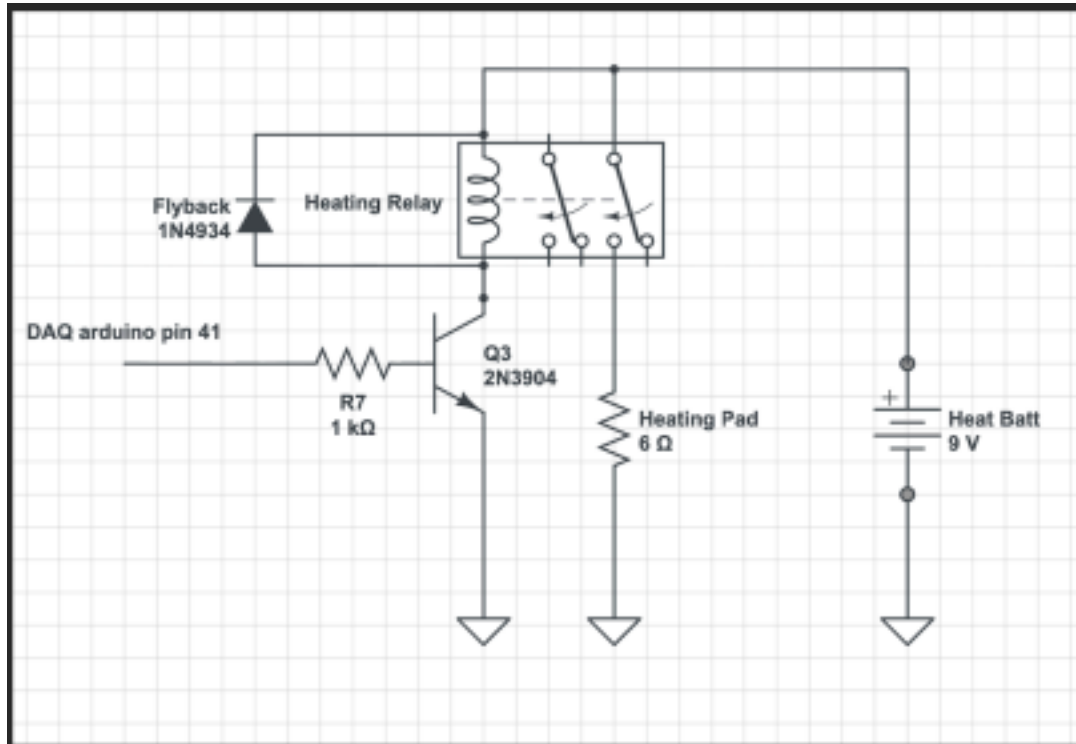 Flyback
1N4934
Heating Relay
DAQ arduino pin 41
R7
1 kΩ
Q3
2N3904
Heating Pad
6 Ω
+
Heat Batt
9 V